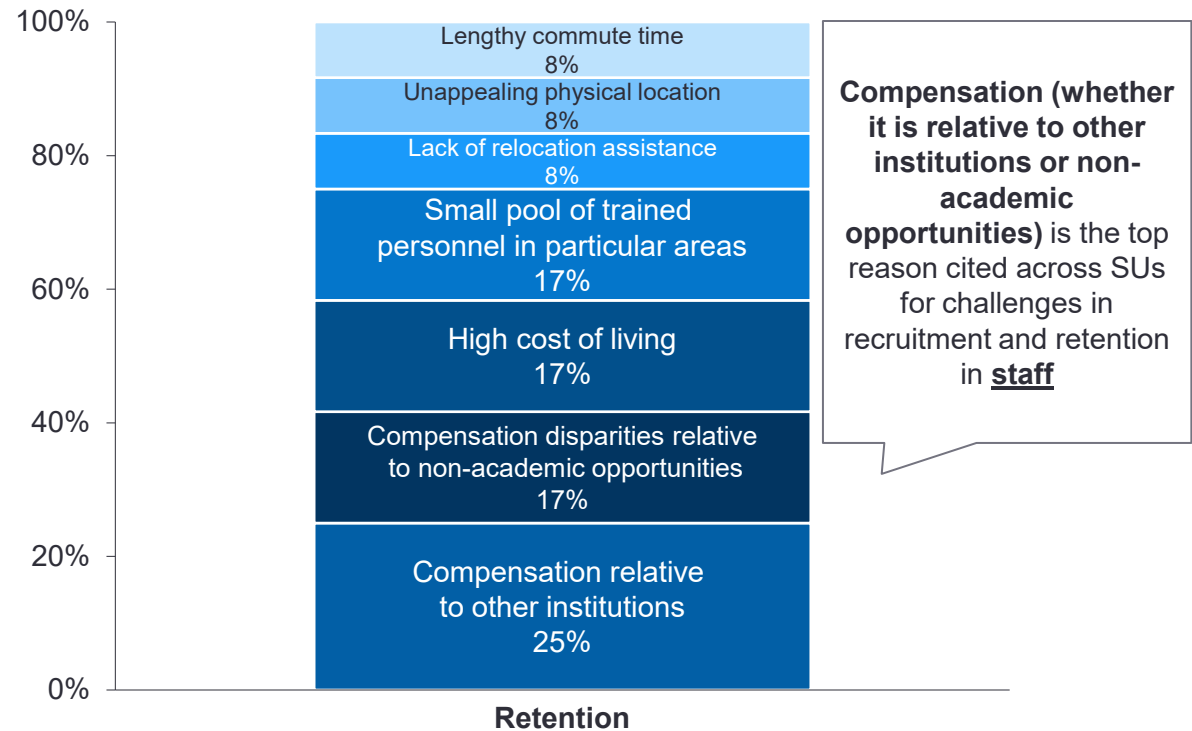 100%
80%
60%
40%
20%
0%
Lengthy commute time
8%
Unappealing physical location
8%
Lack of relocation assistance
8%
Small pool of trained
personnel in particular areas
17%
High cost of living
17%
Compensation disparities relative
to non-academic opportunities
17%
Compensation relative
to other institutions
25%
Retention
Compensation (whether
it is relative to other
institutions or non-
academic
opportunities) is the top
reason cited across SUs
for challenges in
recruitment and retention
in staff